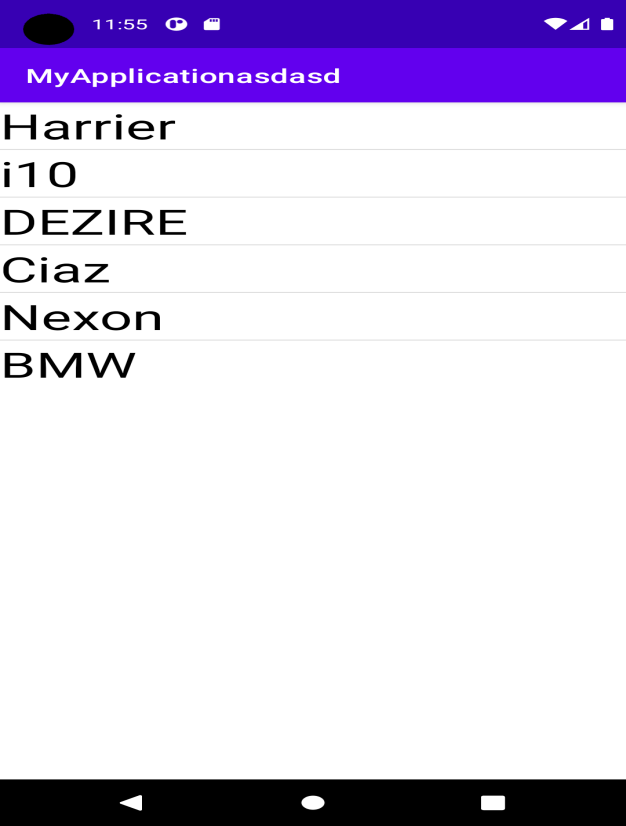 11:55
MyApplicationasdasd
Harrier
i10
DEZIRE
Ciaz
Nexon
BMW